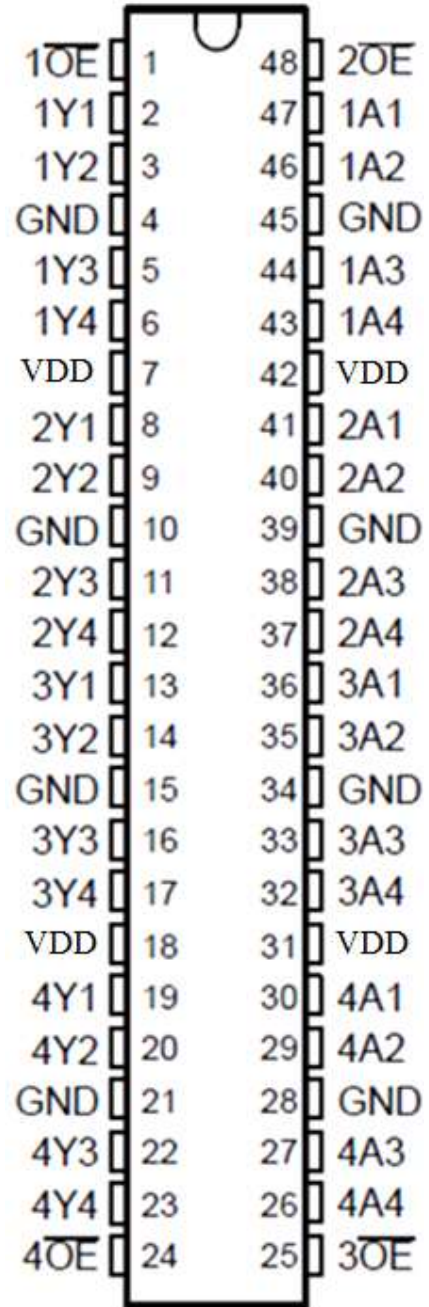 1O̅E̅ 1 48 2O̅E̅
1Y1 2 47 1A1
1Y2 3 46 1A2
GND 4 45 GND
1Y3 5 44 1A3
1Y4 6 43 1A4
VDD 7 42 VDD
2Y1 8 41 2A1
2Y2 9 40 2A2
GND 10 39 GND
2Y3 11 38 2A3
2Y4 12 37 2A4
3Y1 13 36 3A1
3Y2 14 35 3A2
GND 15 34 GND
3Y3 16 33 3A3
3Y4 17 32 3A4
VDD 18 31 VDD
4Y1 19 30 4A1
4Y2 20 29 4A2
GND 21 28 GND
4Y3 22 27 4A3
4Y4 23 26 4A4
4O̅E̅ 24 25 3O̅E̅